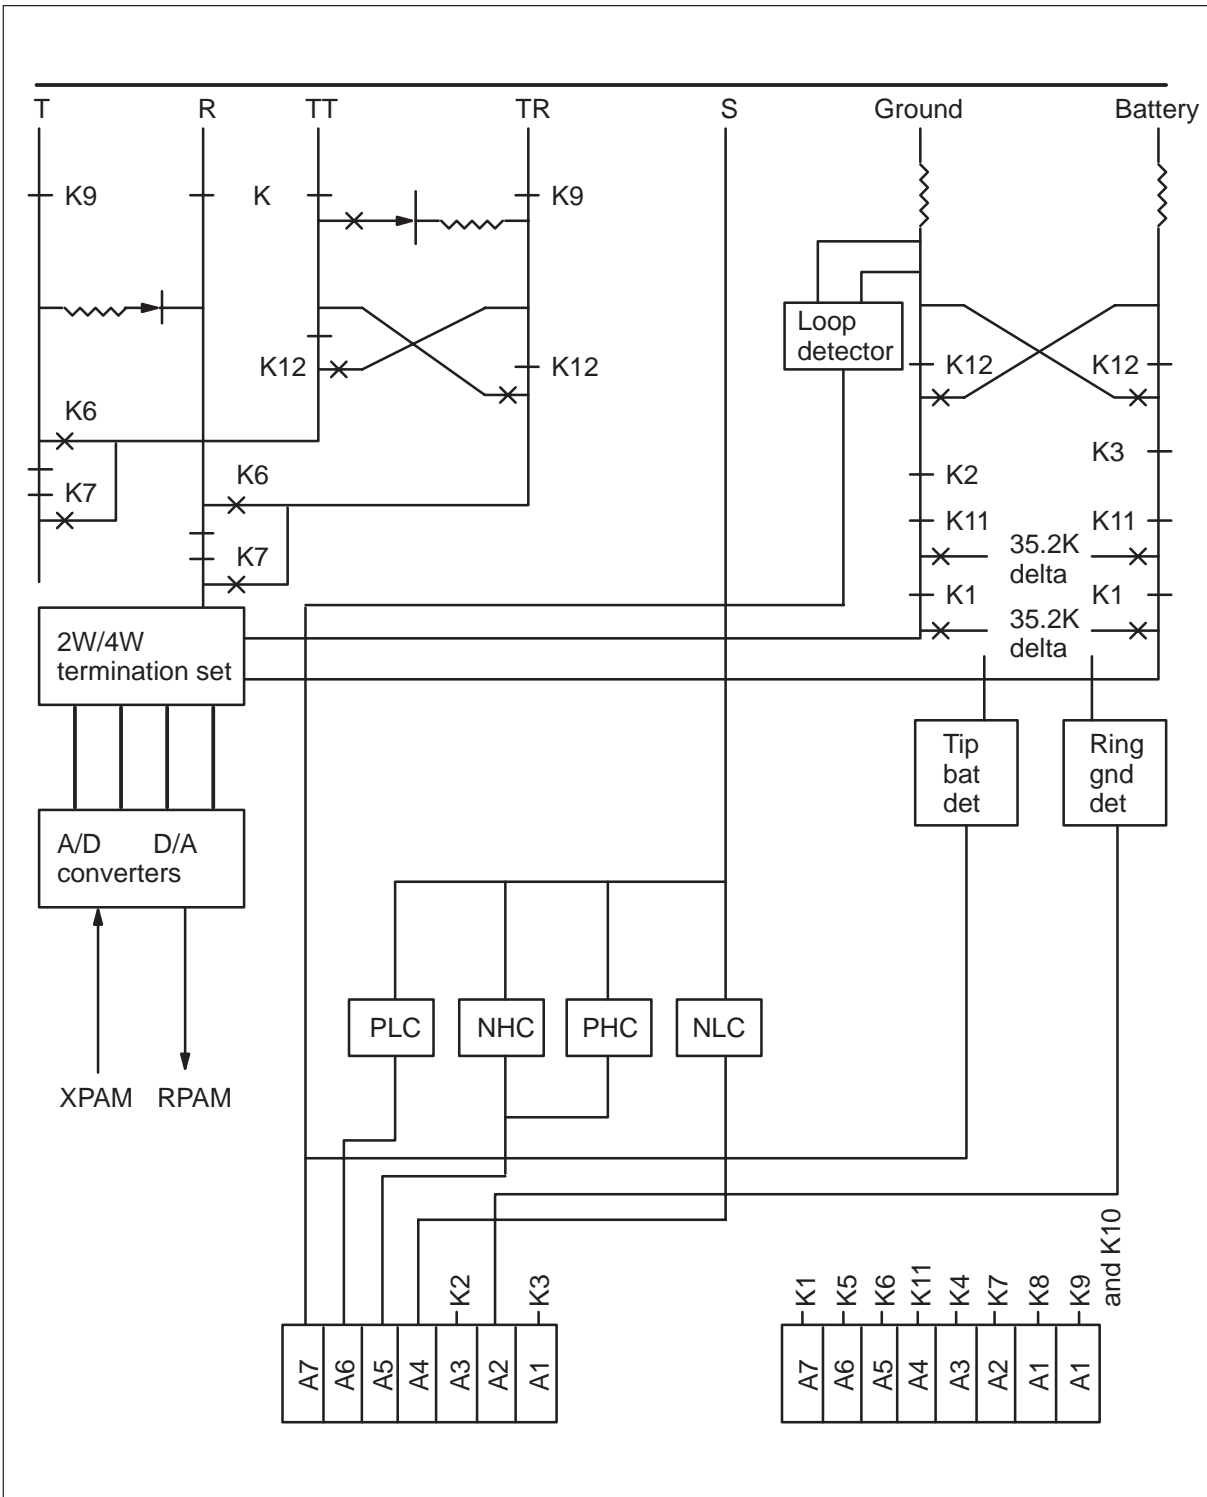 T R TT TR S Ground Battery
K9 K K9
Loop
detector
K12 K12 K12 K12
K6
K3
K6 K2
K7
K11 K11
35.2K
delta
K7
K1 K1
35.2K
delta
2W/4W
termination set
Tip
bat
det
Ring
gnd
det
A/D D/A
converters
PLC NHC PHC NLC
XPAM RPAM
and K10
K2 K3
K1 K5 K6 K11 K4 K7 K8 K9
A7 A6 A5 A4 A3 A2 A1
A7 A6 A5 A4 A3 A2 A1 A1